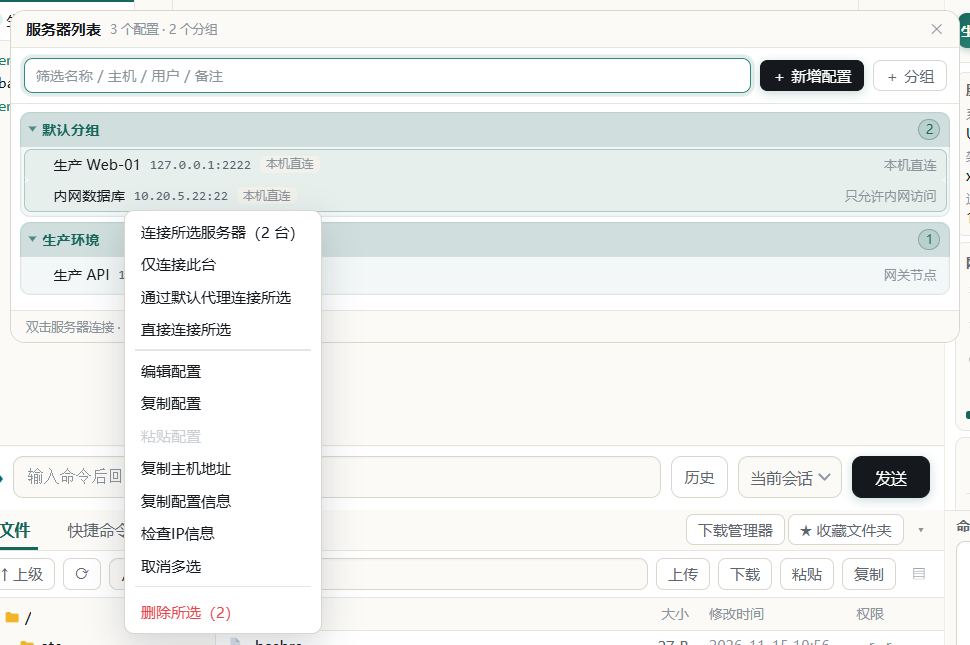 服务器列表 3 个配置 · 2 个分组
筛选名称 / 主机 / 用户 / 备注
+ 新增配置
+ 分组
默认分组 2
生产 Web-01 127.0.0.1:2222 本机直连 本机直连
内网数据库 10.20.5.22:22 本机直连 只允许内网访问
生产环境 1
生产 API 1 网关节点
双击服务器连接 ·
连接所选服务器（2 台）
仅连接此台
通过默认代理连接所选
直接连接所选
编辑配置
复制配置
粘贴配置
复制主机地址
复制配置信息
检查IP信息
取消多选
删除所选（2）
输入命令后回
历史
当前会话
发送
文件 快捷命令
下载管理器
★ 收藏文件夹
命
↑ 上级
上传
下载
粘贴
复制
/
大小 修改时间 权限